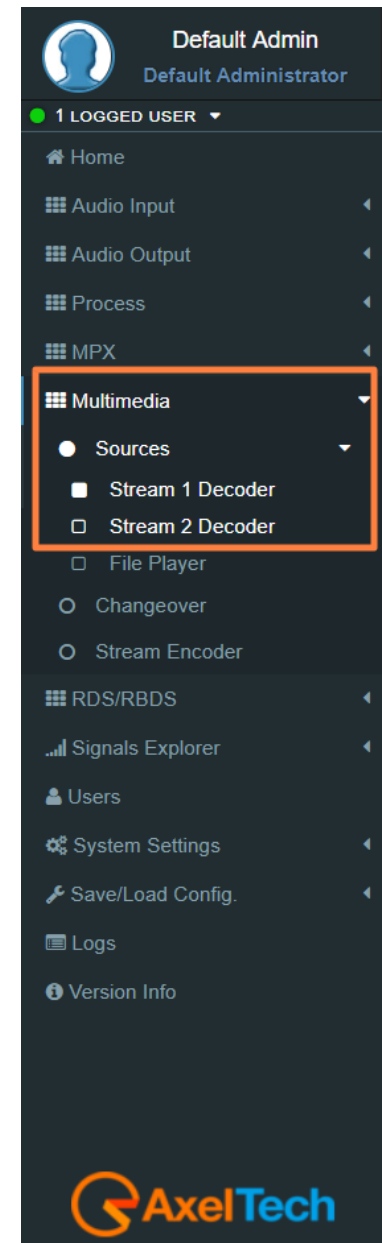 Default Admin
Default Administrator
1 LOGGED USER
Home
Audio Input
Audio Output
Process
MPX
Multimedia
Sources
Stream 1 Decoder
Stream 2 Decoder
File Player
Changeover
Stream Encoder
RDS/RBDS
Signals Explorer
Users
System Settings
Save/Load Config.
Logs
Version Info
AxelTech